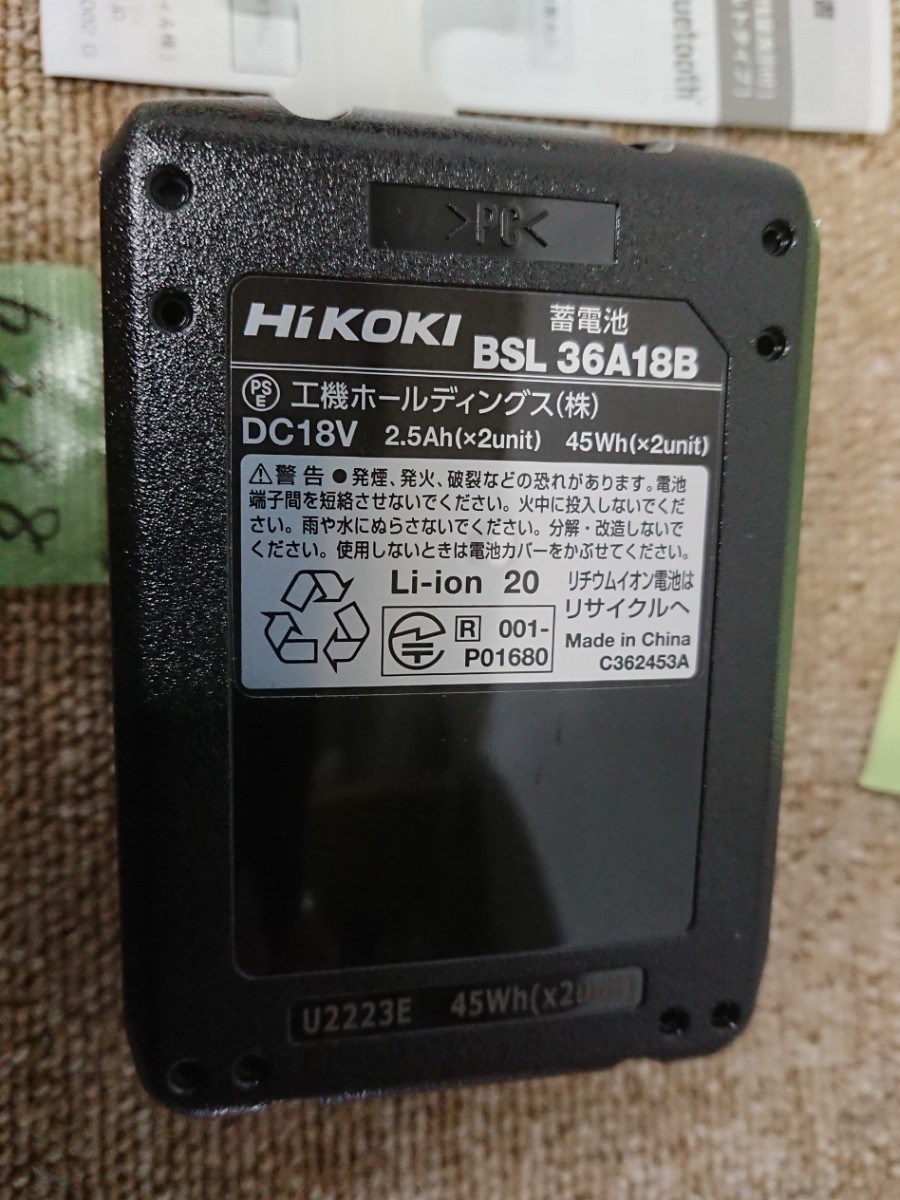 Bluetooth
>PC<
HiKOKI
蓄電池
BSL 36A18B
PSE 工機ホールディングス(株)
DC18V 2.5Ah(×2unit) 45Wh(×2unit)
⚠警告 ●発煙、発火、破裂などの恐れがあります。電池
端子間を短絡させないでください。火中に投入しないでくだ
さい。雨や水にぬらさないでください。分解・改造しないで
ください。使用しないときは電池カバーをかぶせてください。
Li-ion 20
リチウムイオン電池は
リサイクルへ
R 001-
P01680
Made in China
C362453A
U2223E 45Wh(x2unit)